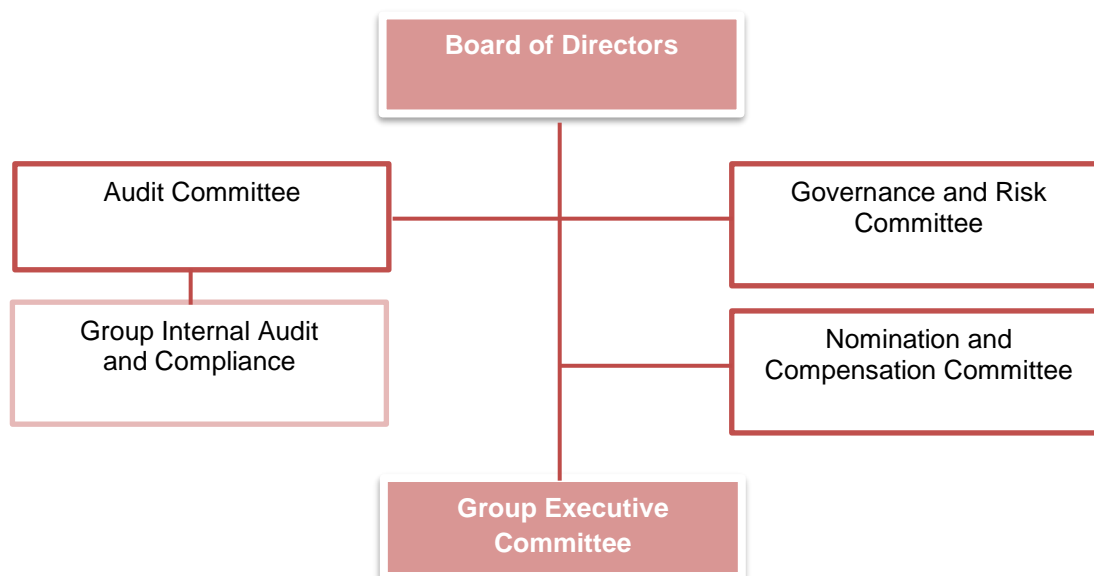 Board of Directors
Audit Committee
Governance and Risk
Committee
Group Internal Audit
and Compliance
Nomination and
Compensation Committee
Group Executive
Committee